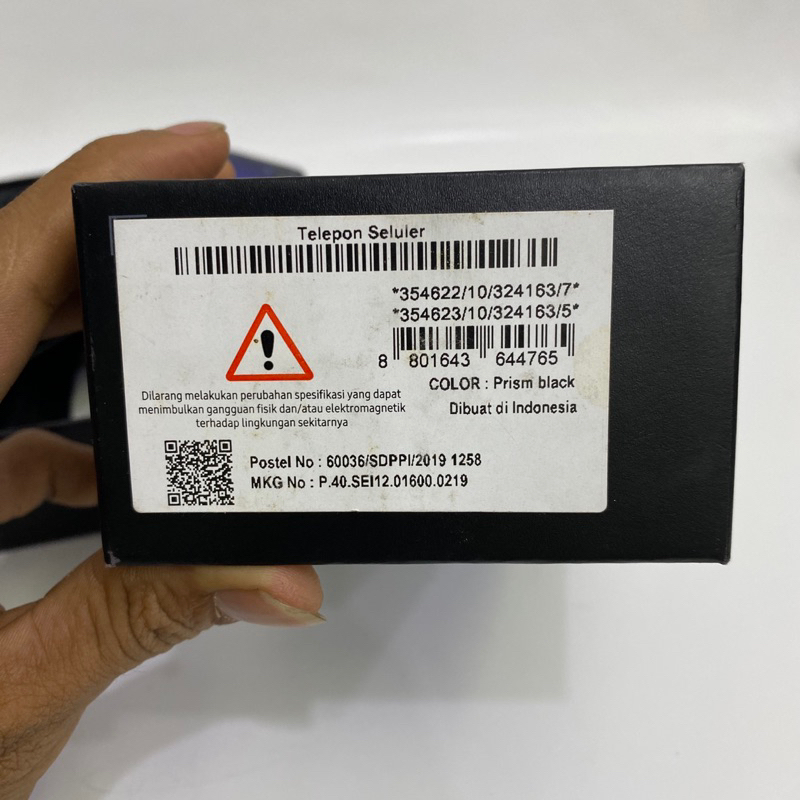 Telepon Seluler
*354622/10/324163/7*
*354623/10/324163/5*
8 801643 644765
COLOR : Prism black
Dibuat di Indonesia
Dilarang melakukan perubahan spesifikasi yang dapat
menimbulkan gangguan fisik dan/atau elektromagnetik
terhadap lingkungan sekitarnya
Postel No : 60036/SDPPI/2019 1258
MKG No : P.40.SEI12.01600.0219